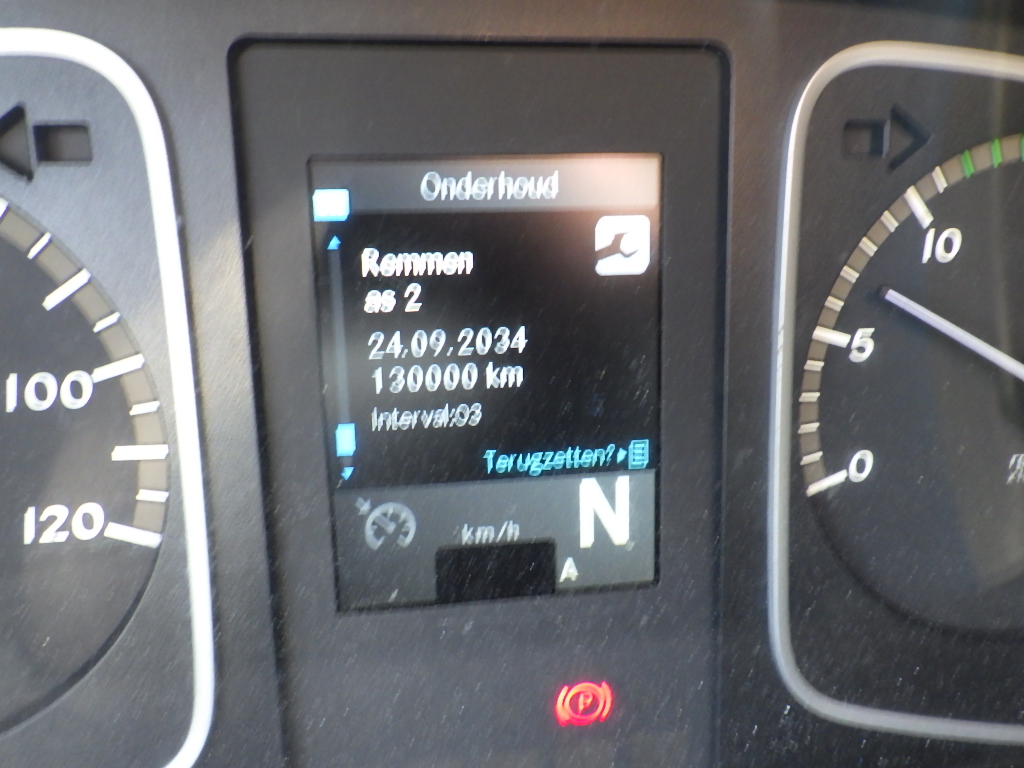 Onderhoud
Remmen
as 2
24.09.2034
130000 km
Interval:03
Terugzetten?
km/h
N
A
100
120
10
5
0
P